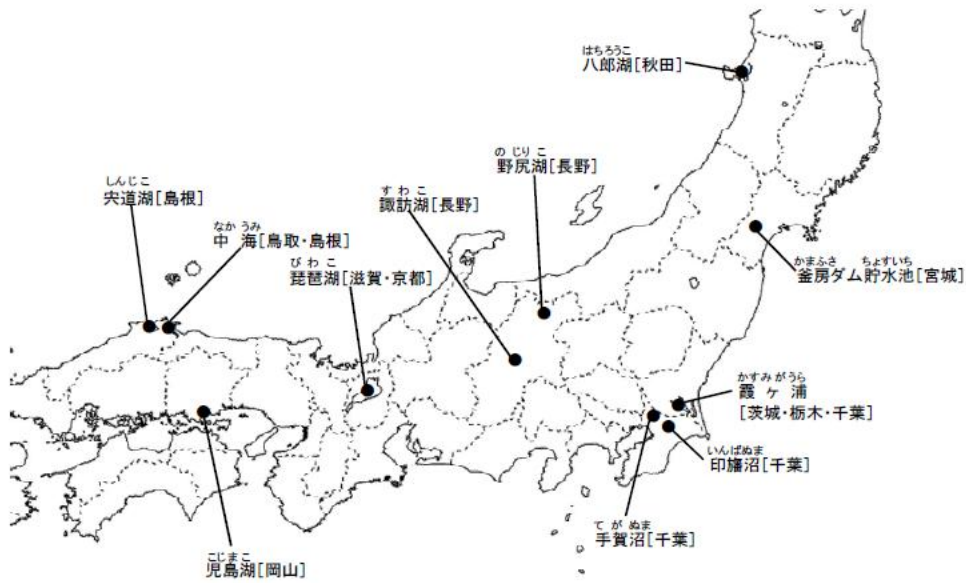 はちろうこ
八郎湖[秋田]
の じり こ
野尻湖[長野]
す わ こ
諏訪湖[長野]
しんじこ
宍道湖[島根]
なか うみ
中 海[鳥取・島根]
び わ こ
琵琶湖[滋賀・京都]
かまふさ ちょすいち
釜房ダム貯水池[宮城]
かすみがうら
霞 ヶ 浦
[茨城・栃木・千葉]
いんばぬま
印旛沼[千葉]
て が ぬま
手賀沼[千葉]
こじまこ
児島湖[岡山]